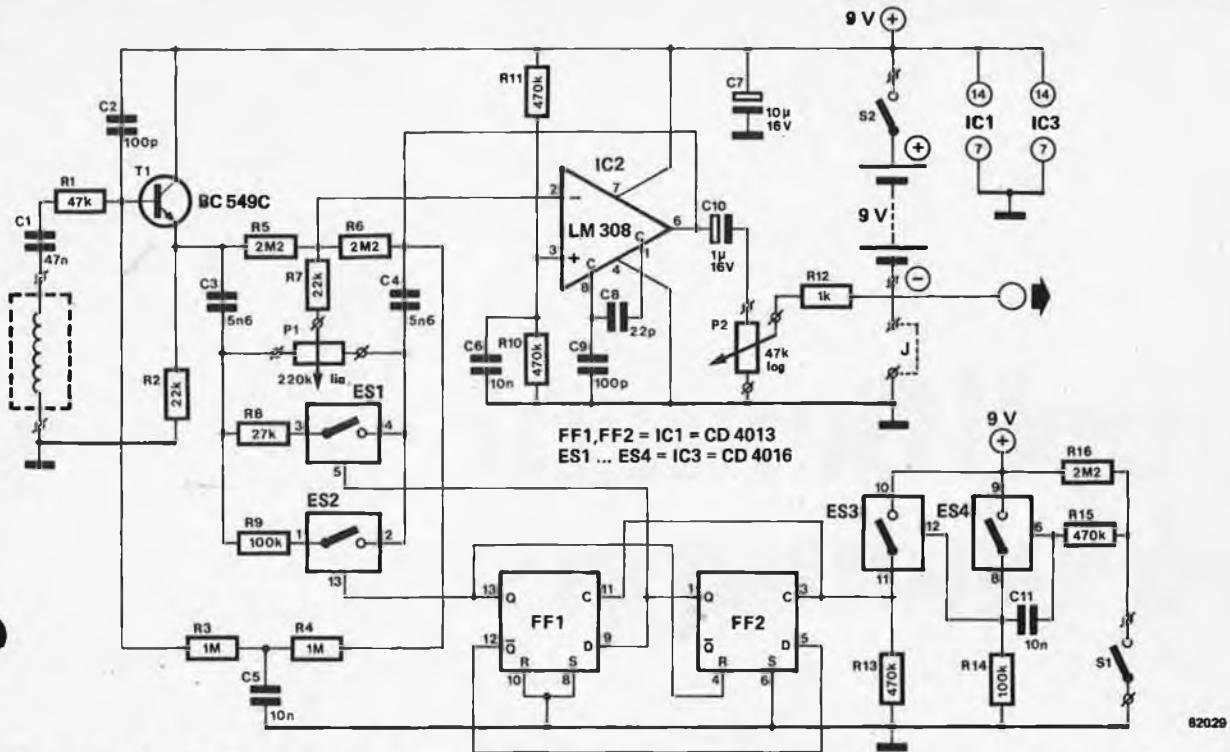 9 V +
C2
100p
R1
47k
T1
BC 549C
C1
47n
R5
2M2
R6
2M2
C3
5n6
R7
22k
C4
5n6
P1
220k lin
R2
22k
R8
27k
3
ES1
4
5
R9
100k
1
ES2
2
13
R3
1M
R4
1M
C5
10n
R11
470k
IC2
2
−
7
LM 308
6
3
+
C
8
4
C
1
C8
22p
C6
10n
R10
470k
C9
100p
C7
10µ
16V
C10
1µ
16V
P2
47k
log
R12
1k
S2
+
9V
−
J
14
IC1
7
14
IC3
7
FF1, FF2 = IC1 = CD 4013
ES1 ... ES4 = IC3 = CD 4016
13
Q
C
11
FF1
12
Q
D
9
R
S
10
8
1
Q
C
3
FF2
Q
D
5
R
S
4
6
9 V
+
R16
2M2
10
ES3
12
11
9
ES4
6
8
R15
470k
C11
10n
R13
470k
R14
100k
S1
82029